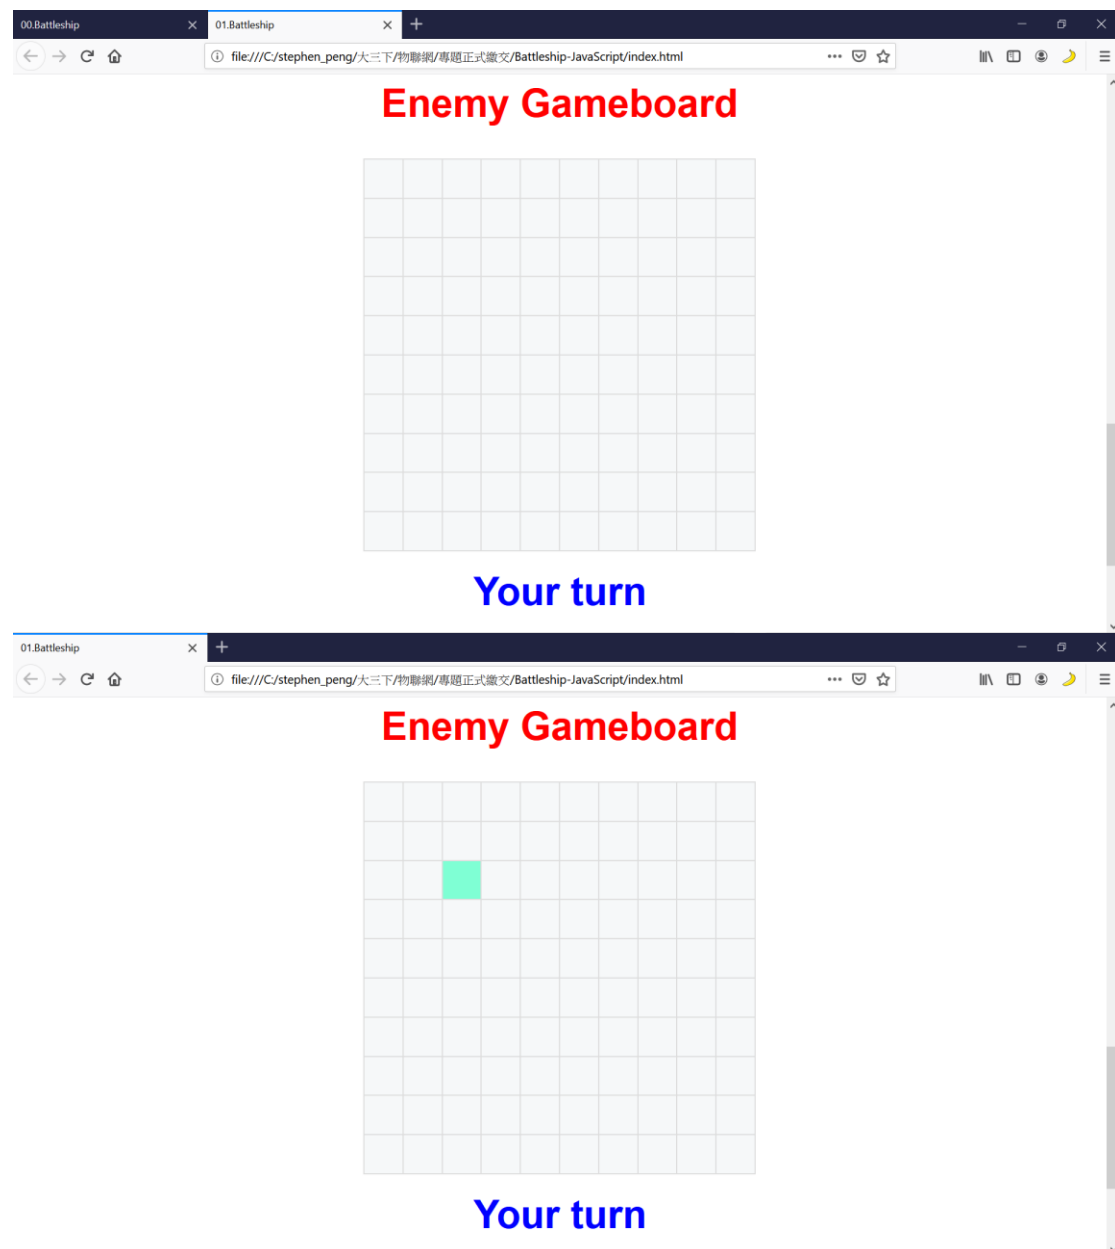 00.Battleship
01.Battleship
file:///C:/stephen_peng/大三下/物聯網/專題正式繳交/Battleship-JavaScript/index.html
Enemy Gameboard
Your turn
01.Battleship
file:///C:/stephen_peng/大三下/物聯網/專題正式繳交/Battleship-JavaScript/index.html
Enemy Gameboard
Your turn